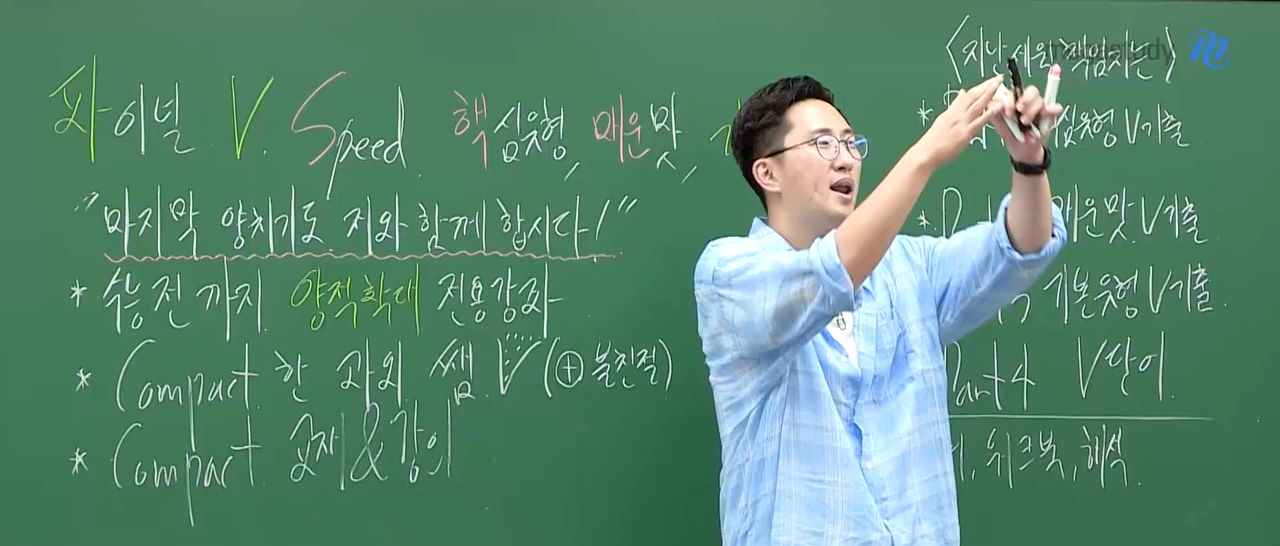 파이널 V. Speed 핵심유형, 매운맛,
"마지막 양치기도 저와 함께 합시다!"
* 수능 전 까지 양적학대 전용강좌
* Compact 한 과외 쌤 V (⊕ 불친절)
* Compact 교재 & 강의
megastudy
<지난 세월 책임지는>
* 심유형 V기출
* 매운맛 V기출
기본유형 V기출
Part 4 V단어
워크북, 해석